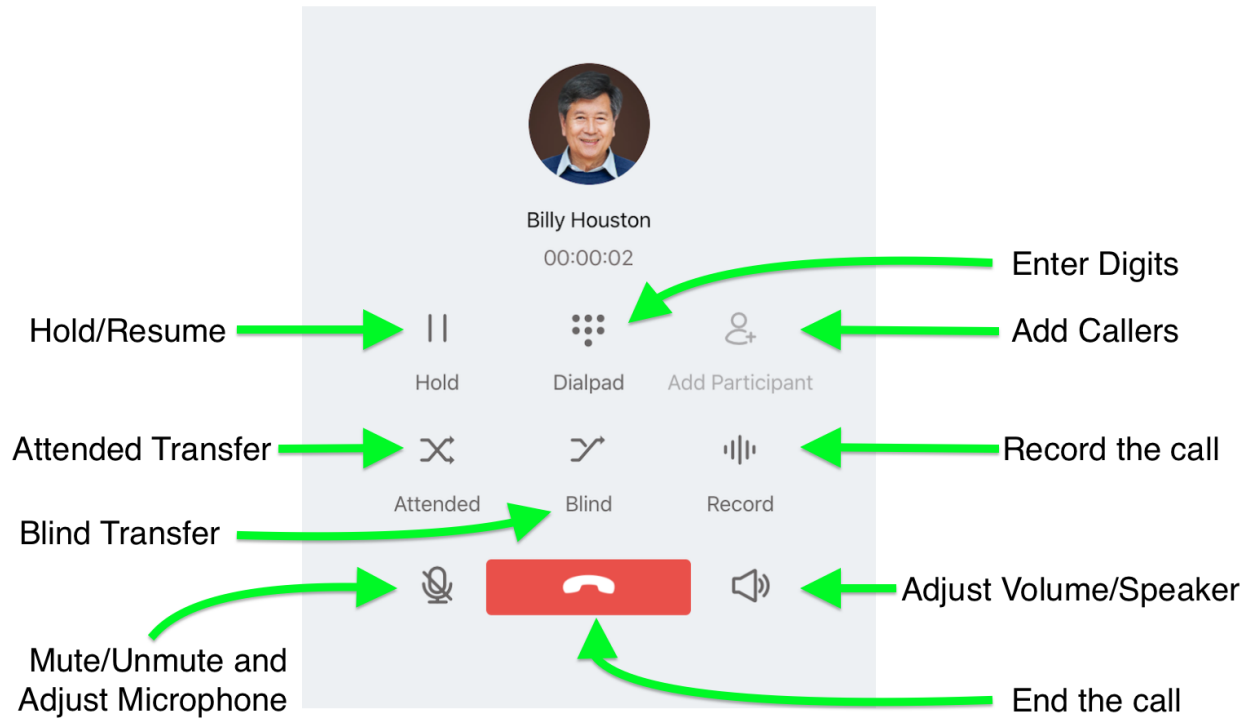 Billy Houston
00:00:02
Enter Digits
Hold/Resume
Add Callers
Hold
Dialpad
Add Participant
Attended Transfer
Record the call
Attended
Blind
Record
Blind Transfer
Adjust Volume/Speaker
Mute/Unmute and
Adjust Microphone
End the call